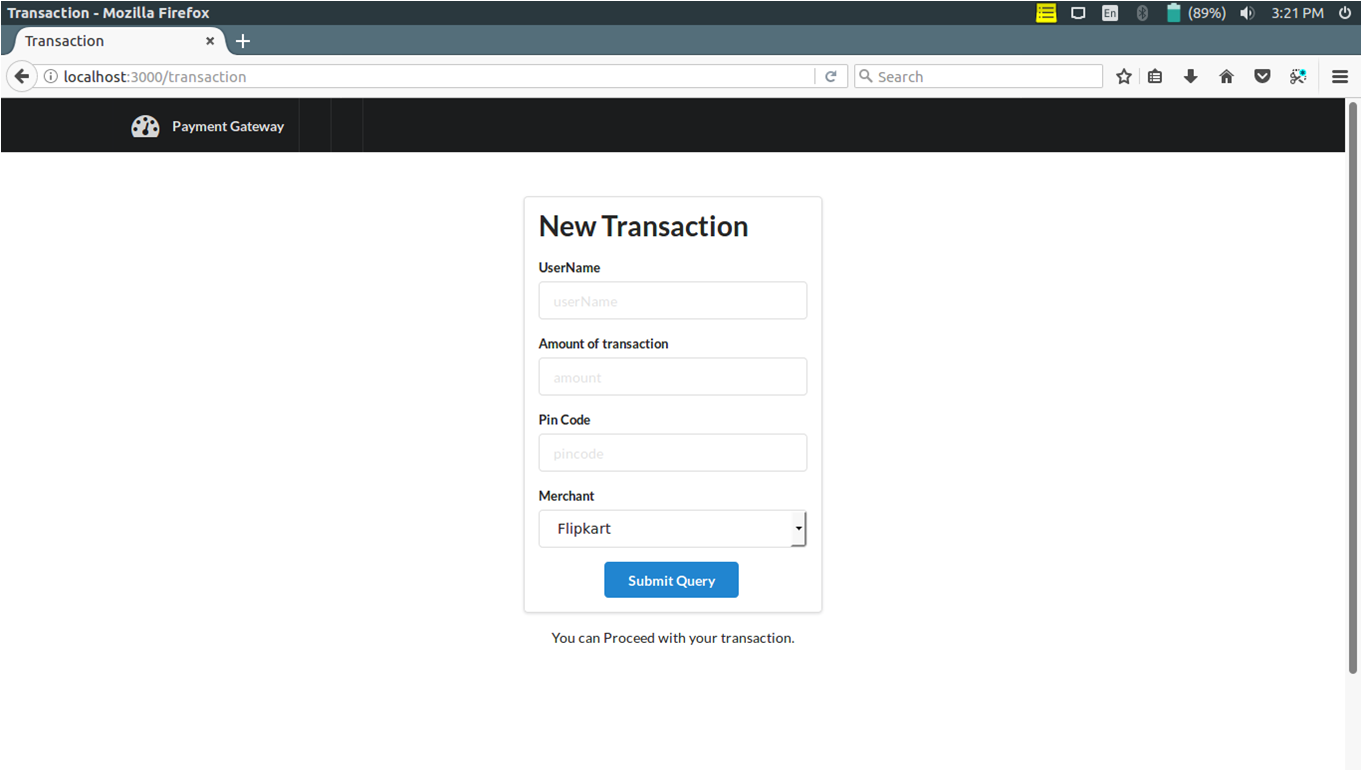 Transaction - Mozilla Firefox
En
(89%)
3:21 PM
Transaction
localhost:3000/transaction
Search
Payment Gateway
New Transaction
UserName
userName
Amount of transaction
amount
Pin Code
pincode
Merchant
Flipkart
Submit Query
You can Proceed with your transaction.